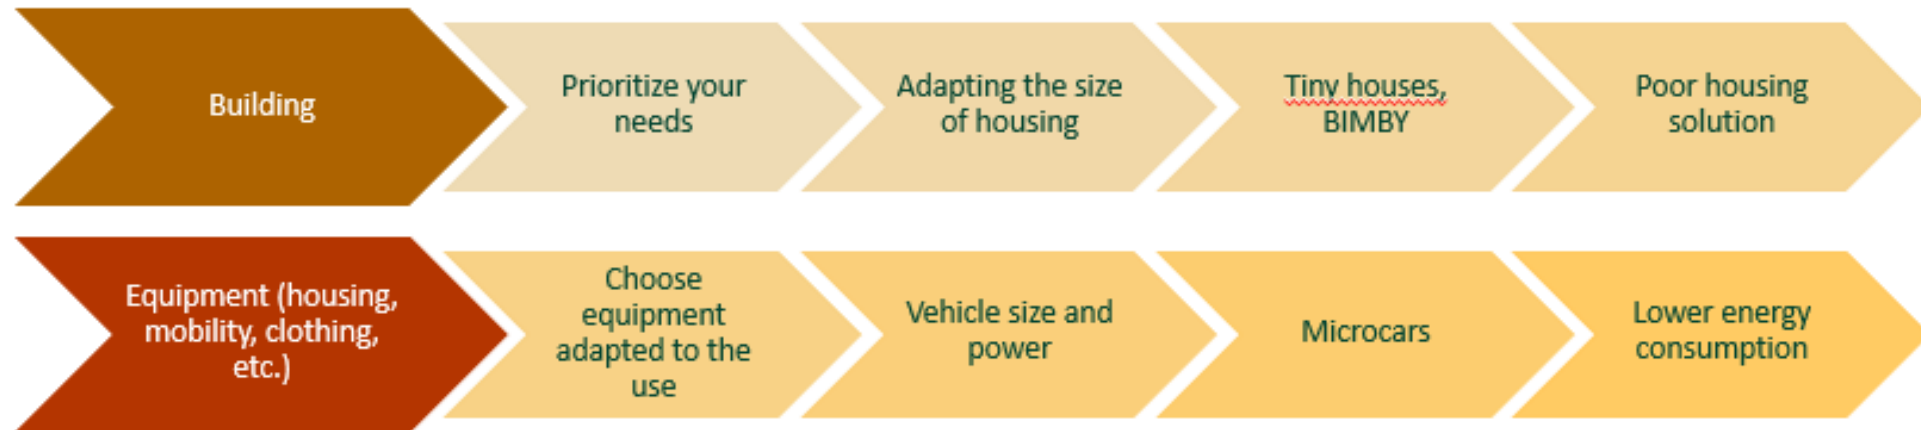 Building
Prioritize your
needs
Adapting the size
of housing
Tiny houses,
BIMBY
Poor housing
solution
Equipment (housing,
mobility, clothing,
etc.)
Choose
equipment
adapted to the
use
Vehicle size and
power
Microcars
Lower energy
consumption